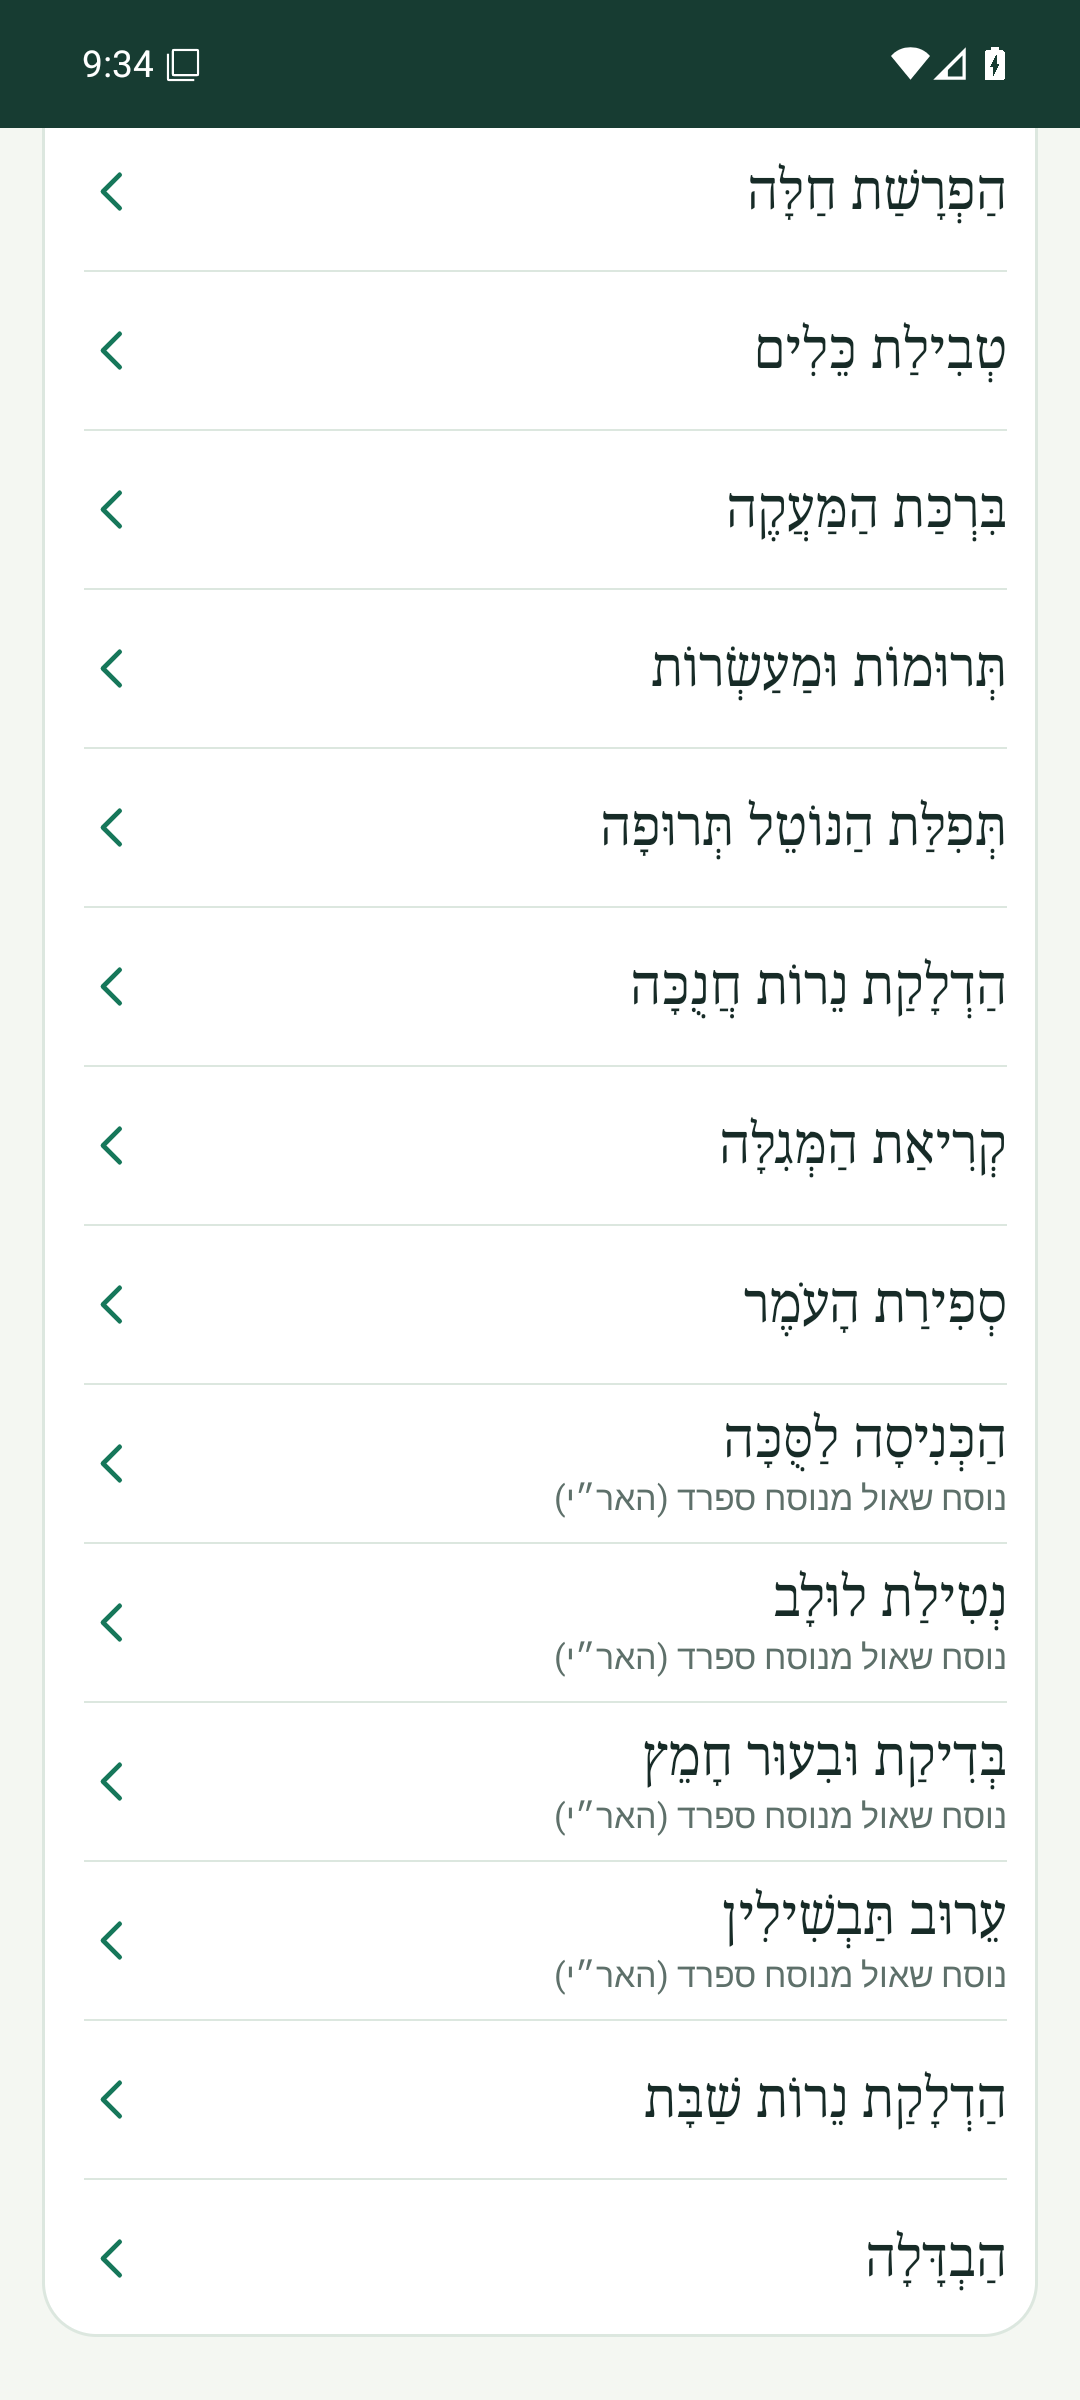 9:34
הַפְרָשַׁת חַלָּה
טְבִילַת כֵּלִים
בִּרְכַּת הַמַּעֲקֶה
תְּרוּמוֹת וּמַעַשְׂרוֹת
תְּפִלַּת הַנּוֹטֵל תְּרוּפָה
הַדְלָקַת נֵרוֹת חֲנֻכָּה
קְרִיאַת הַמְּגִלָּה
סְפִירַת הָעֹמֶר
הַכְּנִיסָה לַסֻּכָּה
נוסח שאול מנוסח ספרד (האר״י)
נְטִילַת לוּלָב
נוסח שאול מנוסח ספרד (האר״י)
בְּדִיקַת וּבִעוּר חָמֵץ
נוסח שאול מנוסח ספרד (האר״י)
עֵרוּב תַּבְשִׁילִין
נוסח שאול מנוסח ספרד (האר״י)
הַדְלָקַת נֵרוֹת שַׁבָּת
הַבְדָּלָה